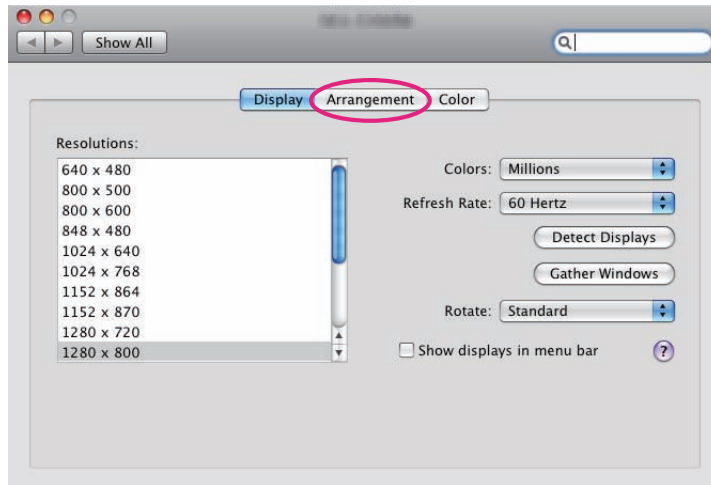 Show All
Display Arrangement Color
Resolutions:
640 x 480
800 x 500
800 x 600
848 x 480
1024 x 640
1024 x 768
1152 x 864
1152 x 870
1280 x 720
1280 x 800
Colors: Millions
Refresh Rate: 60 Hertz
Detect Displays
Gather Windows
Rotate: Standard
Show displays in menu bar ?